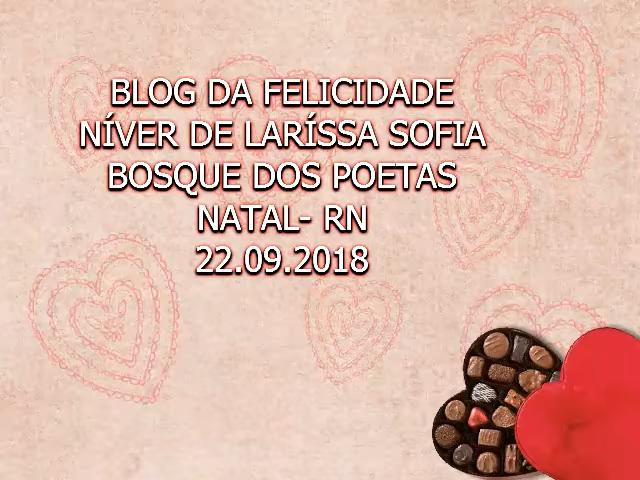 BLOG DA FELICIDADE
NÍVER DE LARÍSSA SOFIA
BOSQUE DOS POETAS
NATAL- RN
22.09.2018